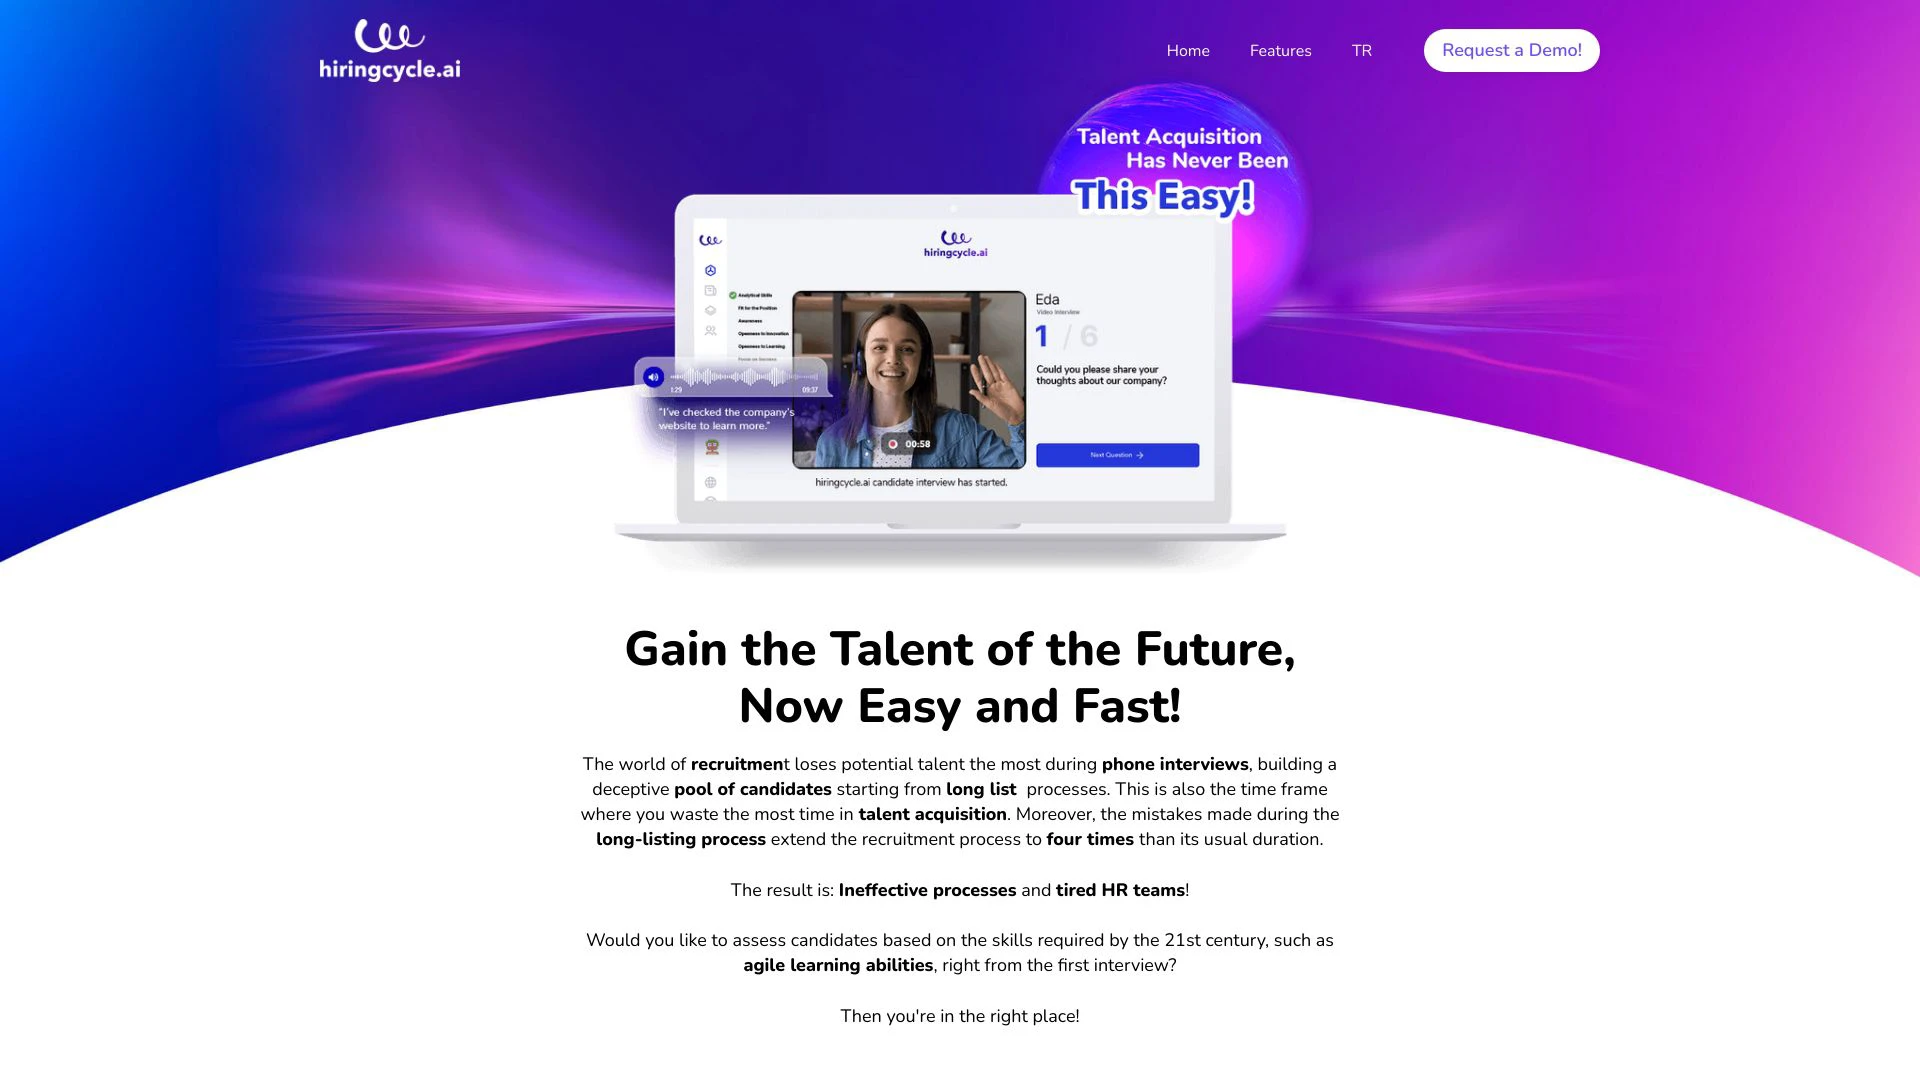 hiringcycle.ai
Home
Features
TR
Request a Demo!
Talent Acquisition
Has Never Been
This Easy!
hiringcycle.ai
Analytical Skills
Fit for the Position
Awareness
Openness to Innovation
Openness to Learning
Focus on Success
Eda
Video Interview
1 / 6
Could you please share your
thoughts about our company?
1:29
09:37
"I've checked the company's
website to learn more."
00:58
Next Question →
hiringcycle.ai candidate interview has started.
Gain the Talent of the Future,
Now Easy and Fast!
The world of recruitment loses potential talent the most during phone interviews, building a
deceptive pool of candidates starting from long list processes. This is also the time frame
where you waste the most time in talent acquisition. Moreover, the mistakes made during the
long-listing process extend the recruitment process to four times than its usual duration.
The result is: Ineffective processes and tired HR teams!
Would you like to assess candidates based on the skills required by the 21st century, such as
agile learning abilities, right from the first interview?
Then you're in the right place!